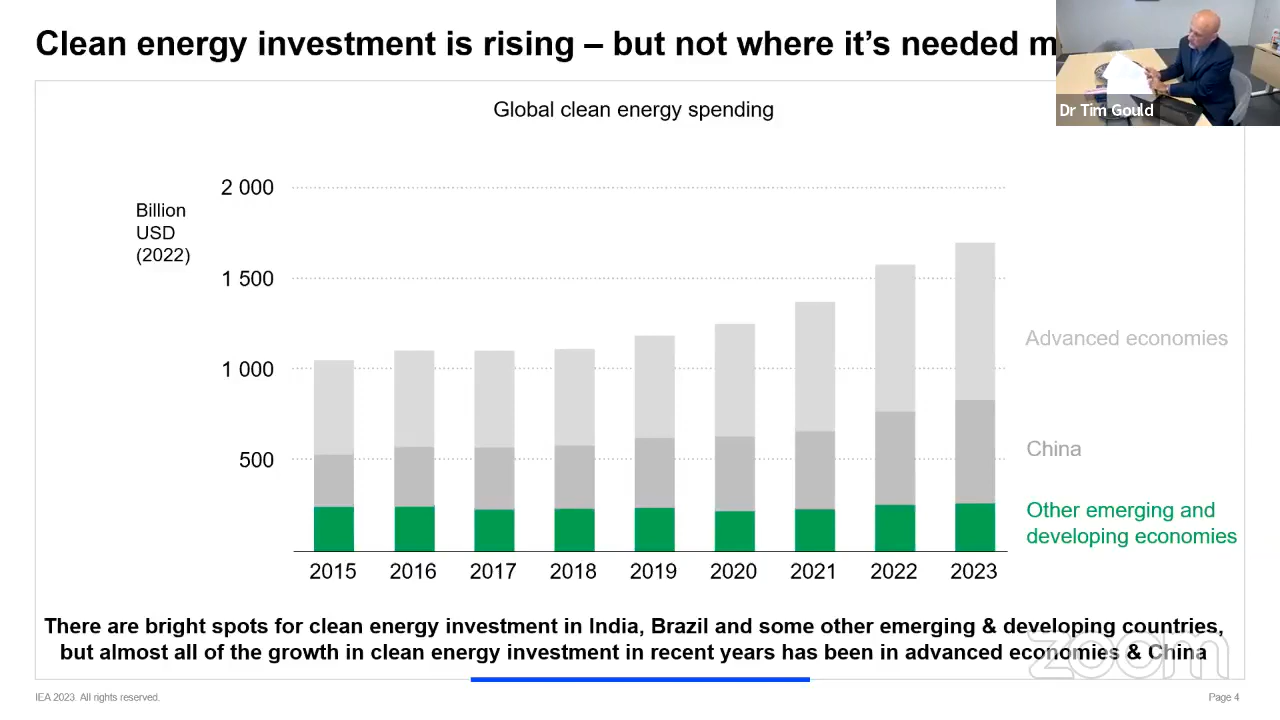 Clean energy investment is rising – but not where it's needed
Dr Tim Gould
Global clean energy spending
Billion
USD
(2022)
2 000
1 500
1 000
500
Advanced economies
China
Other emerging and
developing economies
2015 2016 2017 2018 2019 2020 2021 2022 2023
There are bright spots for clean energy investment in India, Brazil and some other emerging & developing countries,
but almost all of the growth in clean energy investment in recent years has been in advanced economies & China
zoom
IEA 2023. All rights reserved.
Page 4